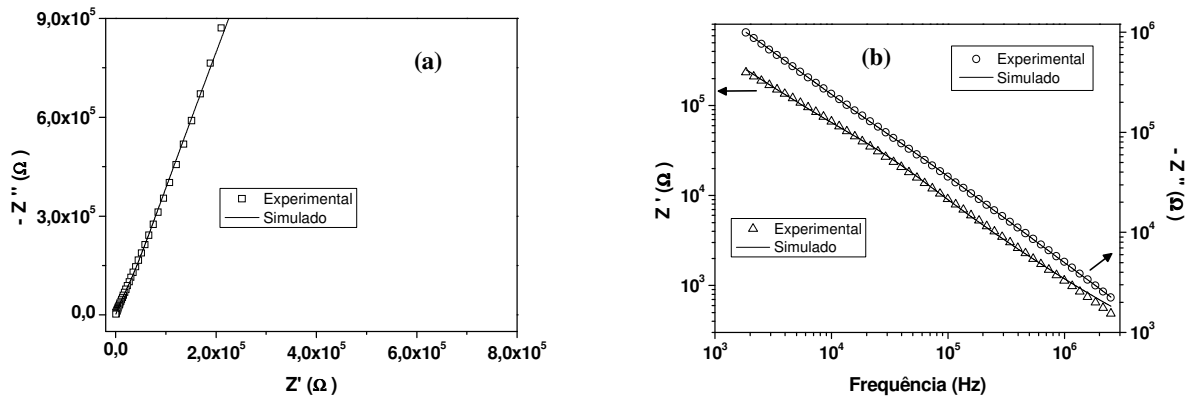 (a)
9,0x10⁵
6,0x10⁵
3,0x10⁵
0,0
- Z '' (Ω)
Experimental
Simulado
0,0
2,0x10⁵
4,0x10⁵
6,0x10⁵
8,0x10⁵
Z' (Ω)
(b)
10⁵
10⁴
10³
Z ' (Ω)
Experimental
Simulado
Experimental
Simulado
10⁶
10⁵
10⁴
10³
- Z '' (Ω)
10³
10⁴
10⁵
10⁶
Frequência (Hz)